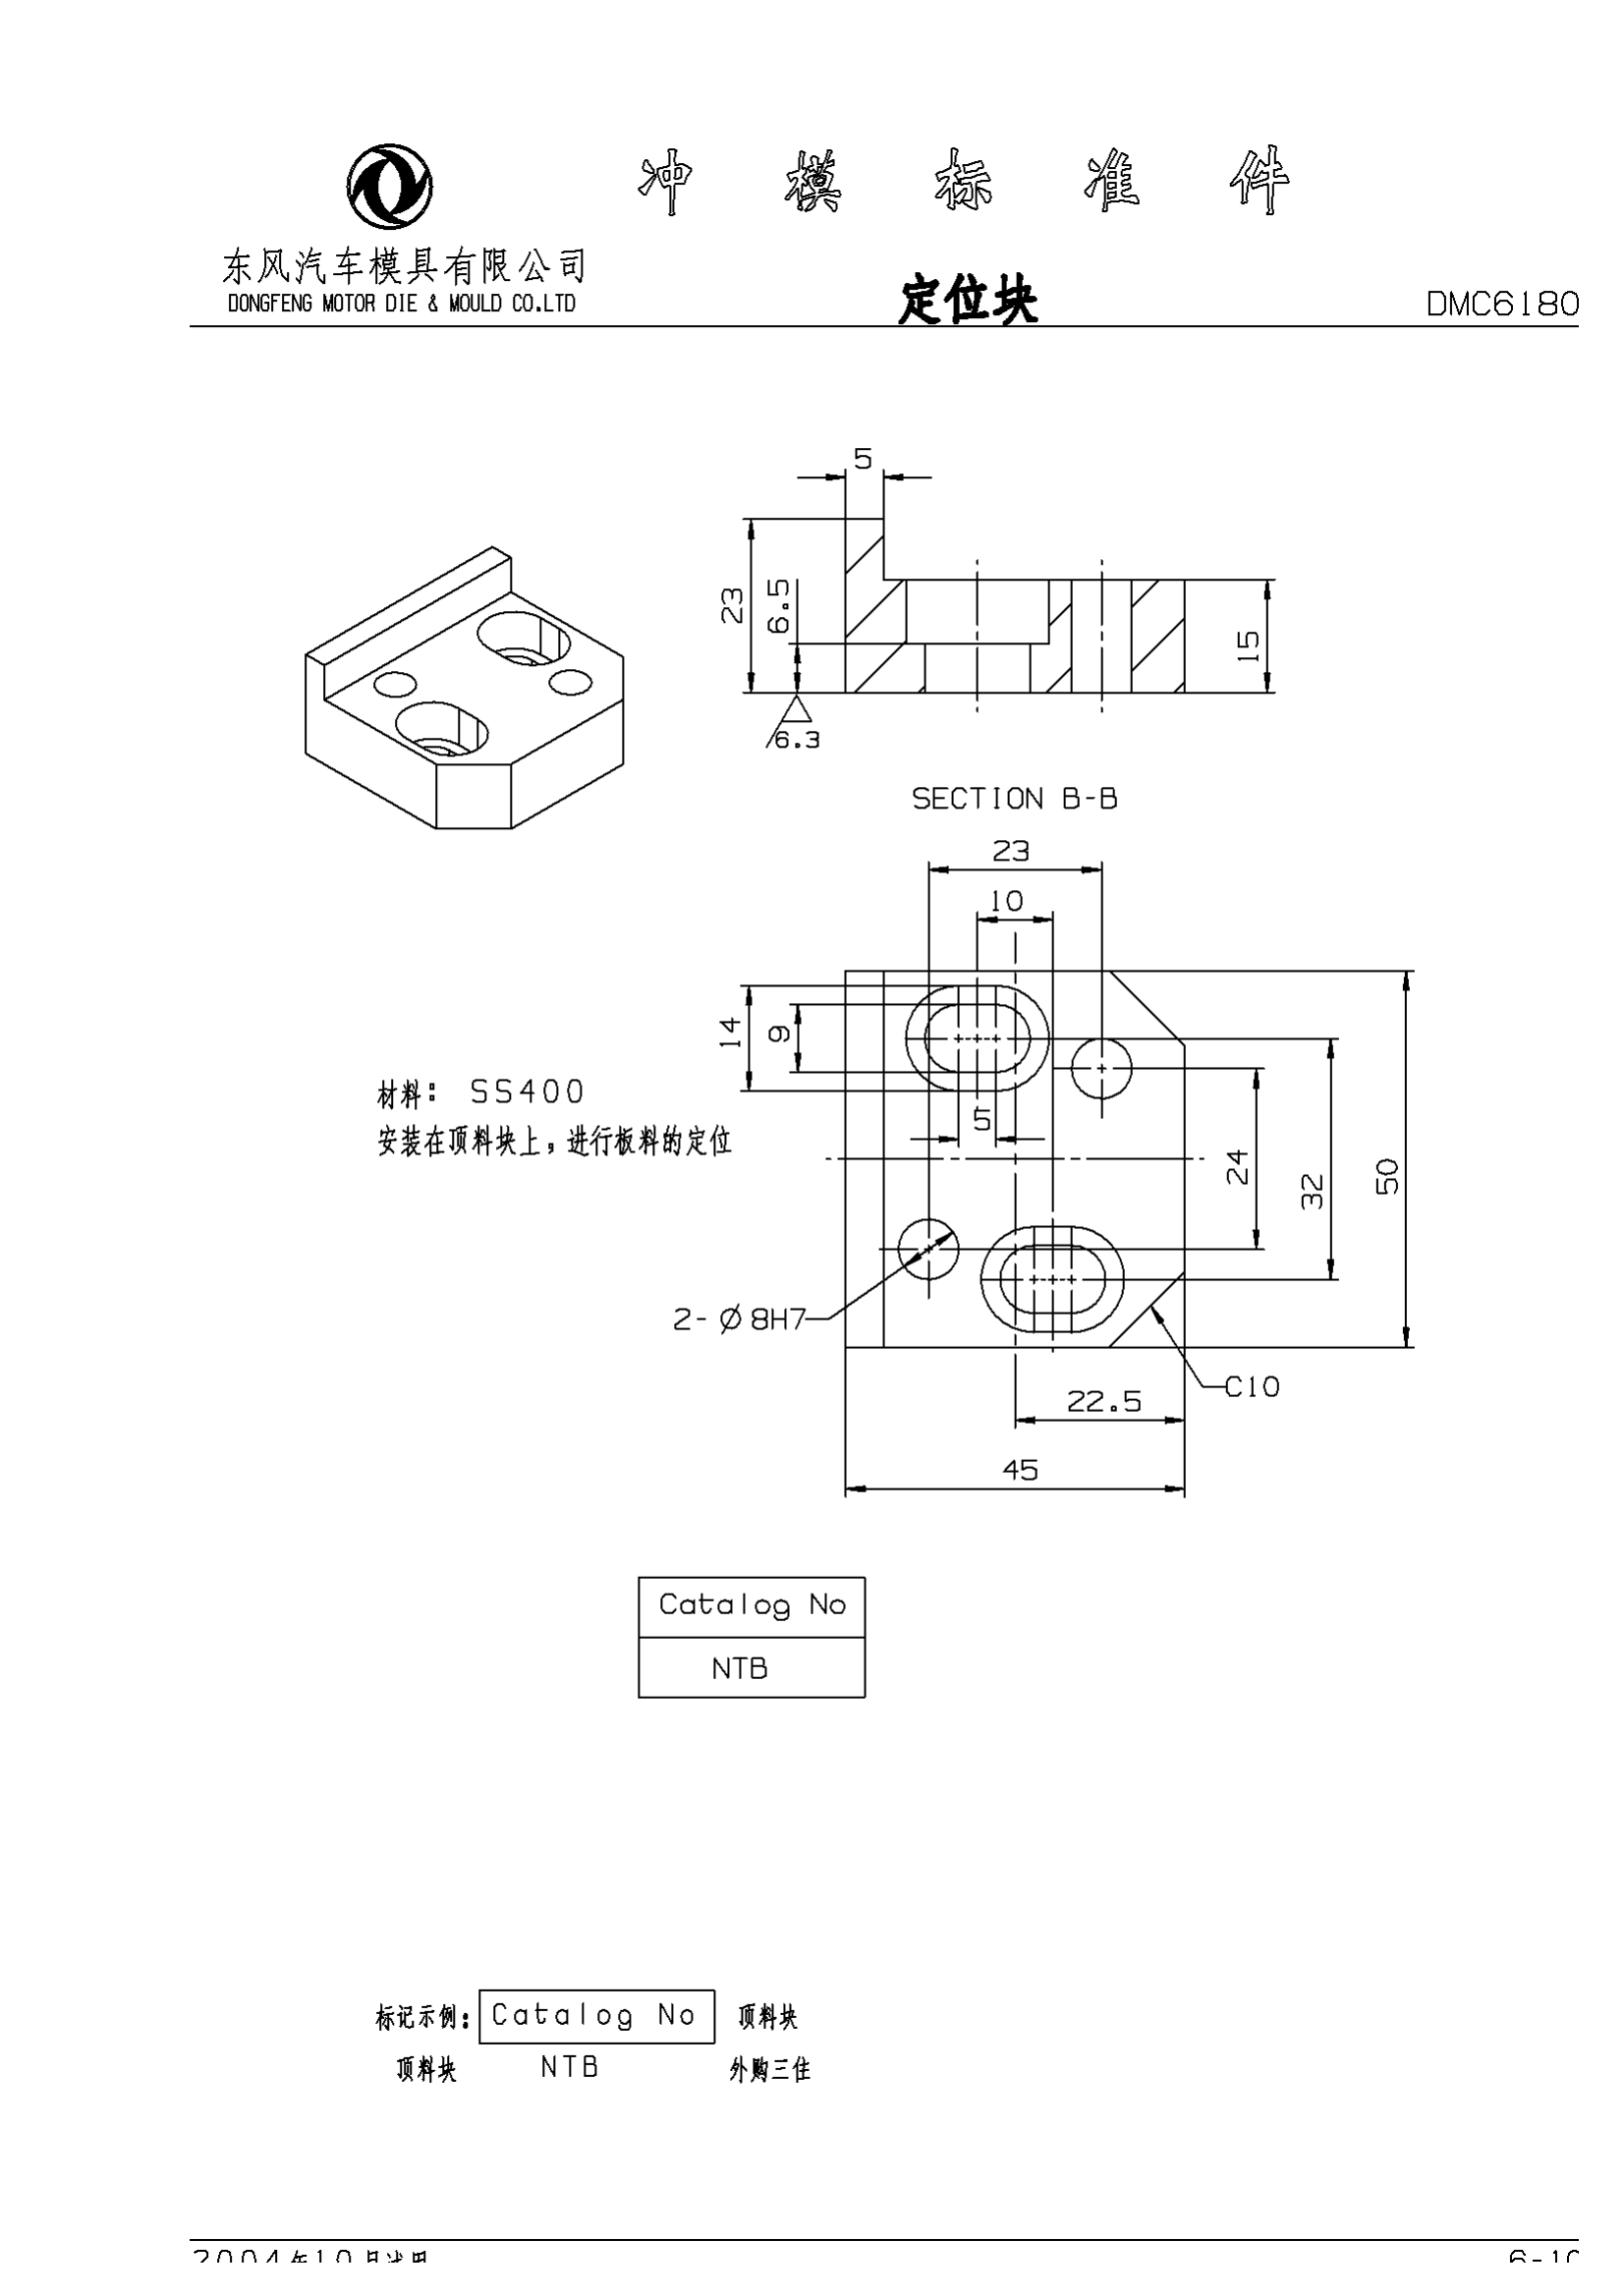 冲模标准件
东风汽车模具有限公司
DONGFENG MOTOR DIE & MOULD CO.LTD
定位块
DMC6180
5
23
6.5
15
6.3
SECTION B-B
23
10
14
9
5
材料: SS400
安装在顶料块上,进行板料的定位
24
32
50
2-Ø8H7
C10
22.5
45
Catalog No
NTB
标记示例: Catalog No 顶料块
顶料块 NTB 外购三住
2004年10月
6-10